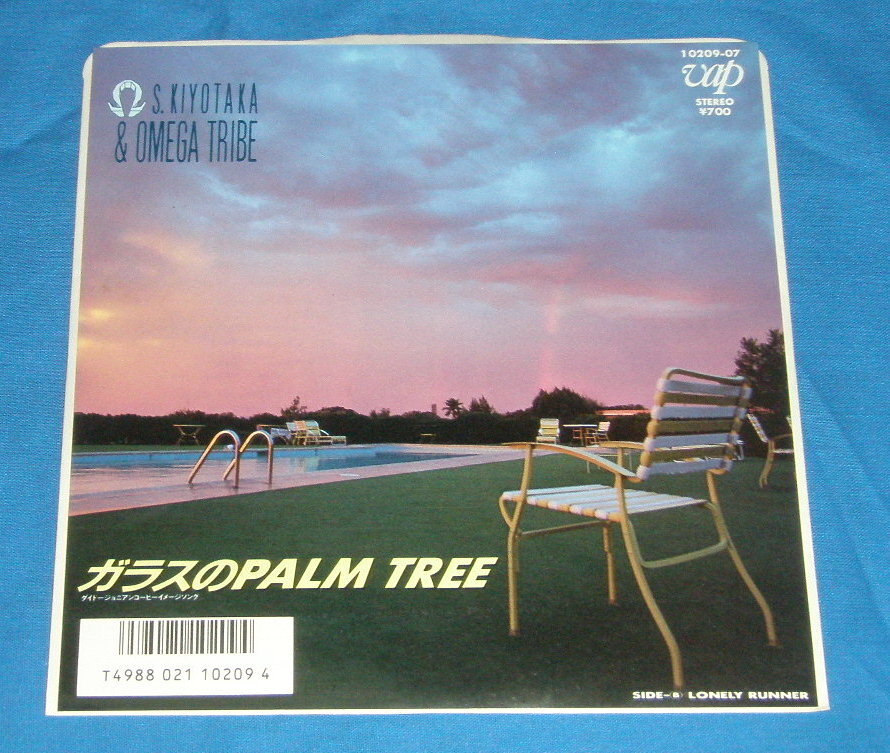 S. KIYOTAKA
& OMEGA TRIBE
10209-07
vap
STEREO
¥700
ガラスのPALM TREE
ダイドージョニアンコーヒーイメージソング
T4988 021 10209 4
SIDE-(B) LONELY RUNNER